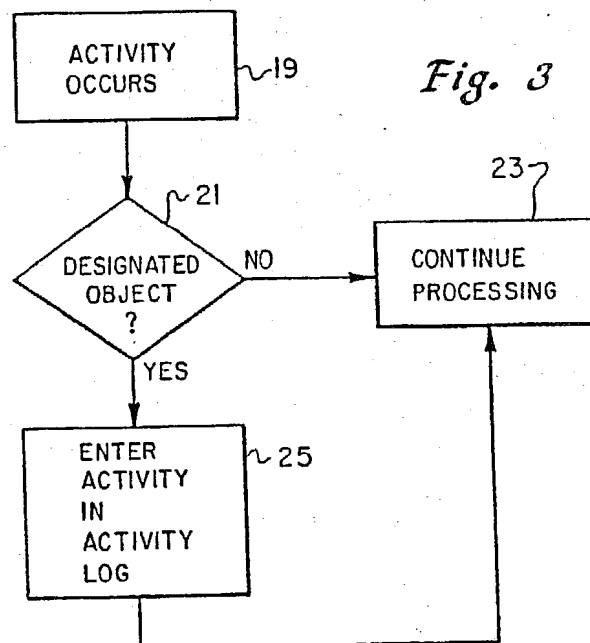 ACTIVITY
OCCURS
19
Fig. 3
21
23
DESIGNATED
OBJECT
?
NO
CONTINUE
PROCESSING
YES
ENTER
ACTIVITY
IN
ACTIVITY
LOG
25